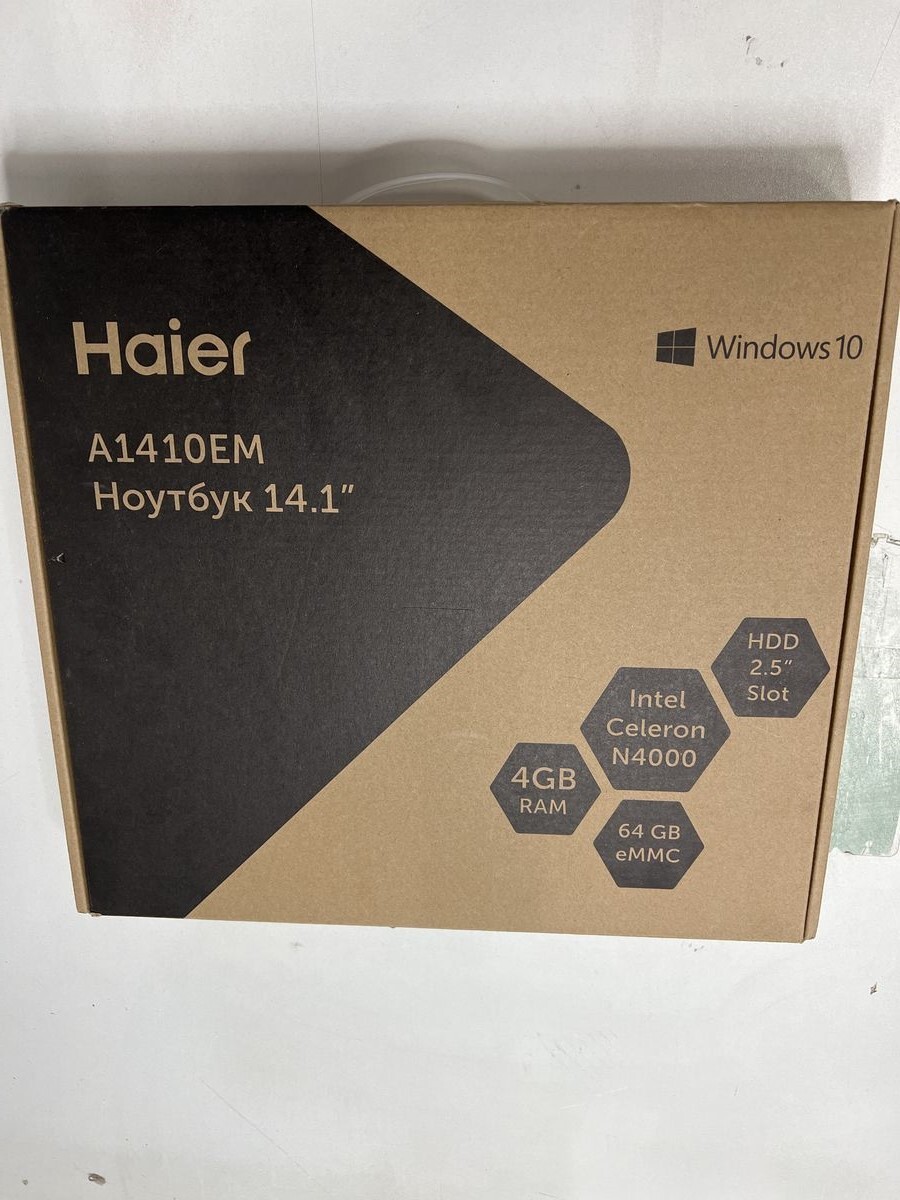 Haier
Windows 10
A1410EM
Ноутбук 14.1"
HDD
2.5"
Slot
Intel
Celeron
N4000
4GB
RAM
64 GB
eMMC